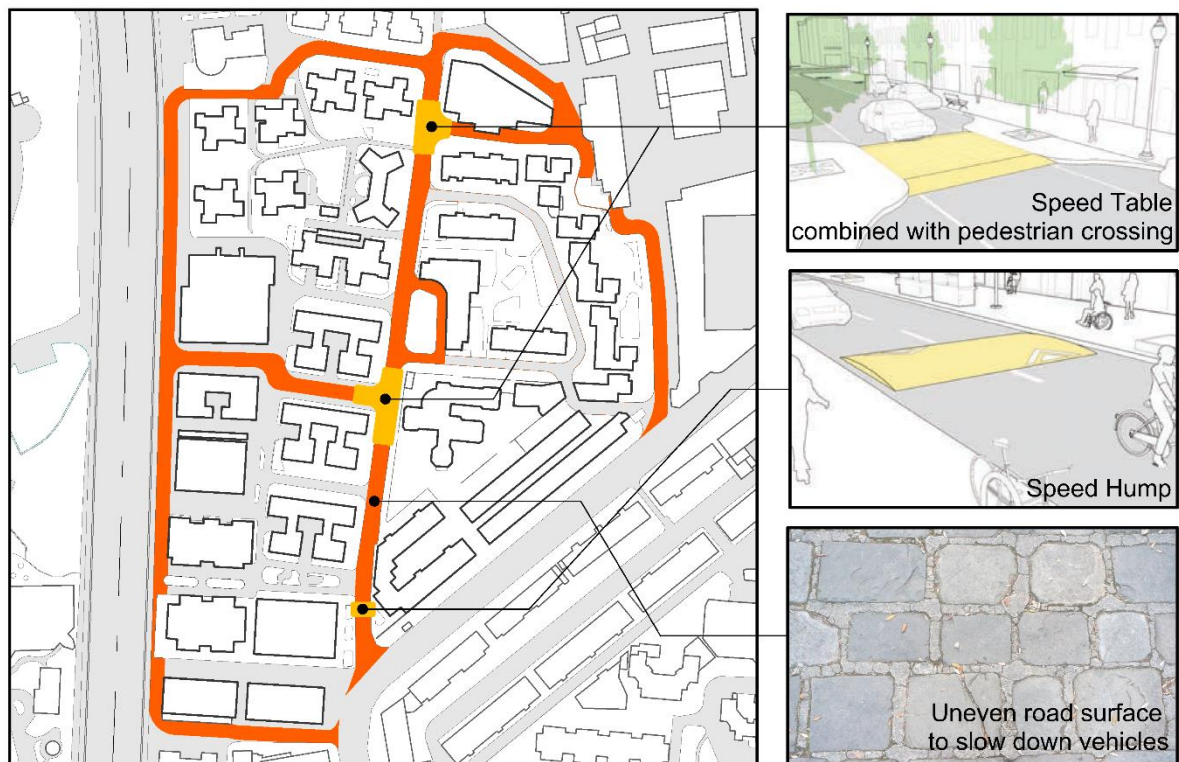 Speed Table
combined with pedestrian crossing
Speed Hump
Uneven road surface
to slow down vehicles